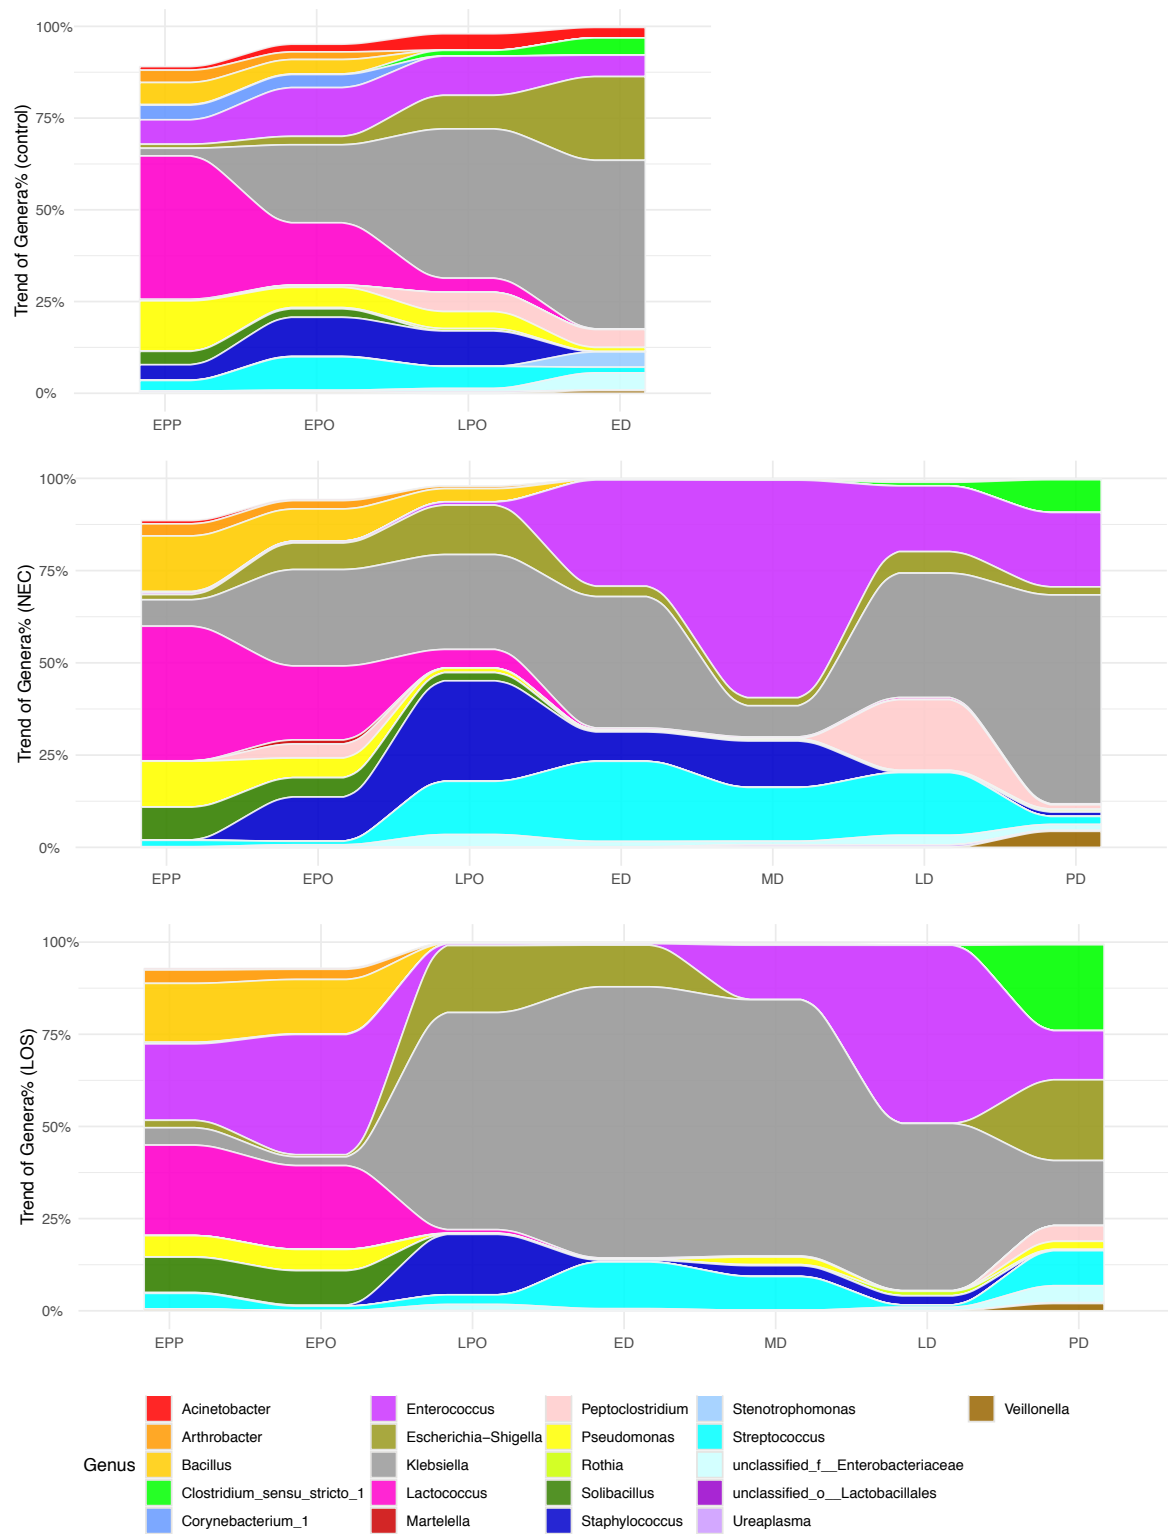 100%
75%
50%
25%
0%
Trend of Genera% (control)
EPP EPO LPO ED
100%
75%
50%
25%
0%
Trend of Genera% (NEC)
EPP EPO LPO ED MD LD PD
100%
75%
50%
25%
0%
Trend of Genera% (LOS)
EPP EPO LPO ED MD LD PD
Genus
Acinetobacter
Arthrobacter
Bacillus
Clostridium_sensu_stricto_1
Corynebacterium_1
Enterococcus
Escherichia−Shigella
Klebsiella
Lactococcus
Martelella
Peptoclostridium
Pseudomonas
Rothia
Solibacillus
Staphylococcus
Stenotrophomonas
Streptococcus
unclassified_f__Enterobacteriaceae
unclassified_o__Lactobacillales
Ureaplasma
Veillonella